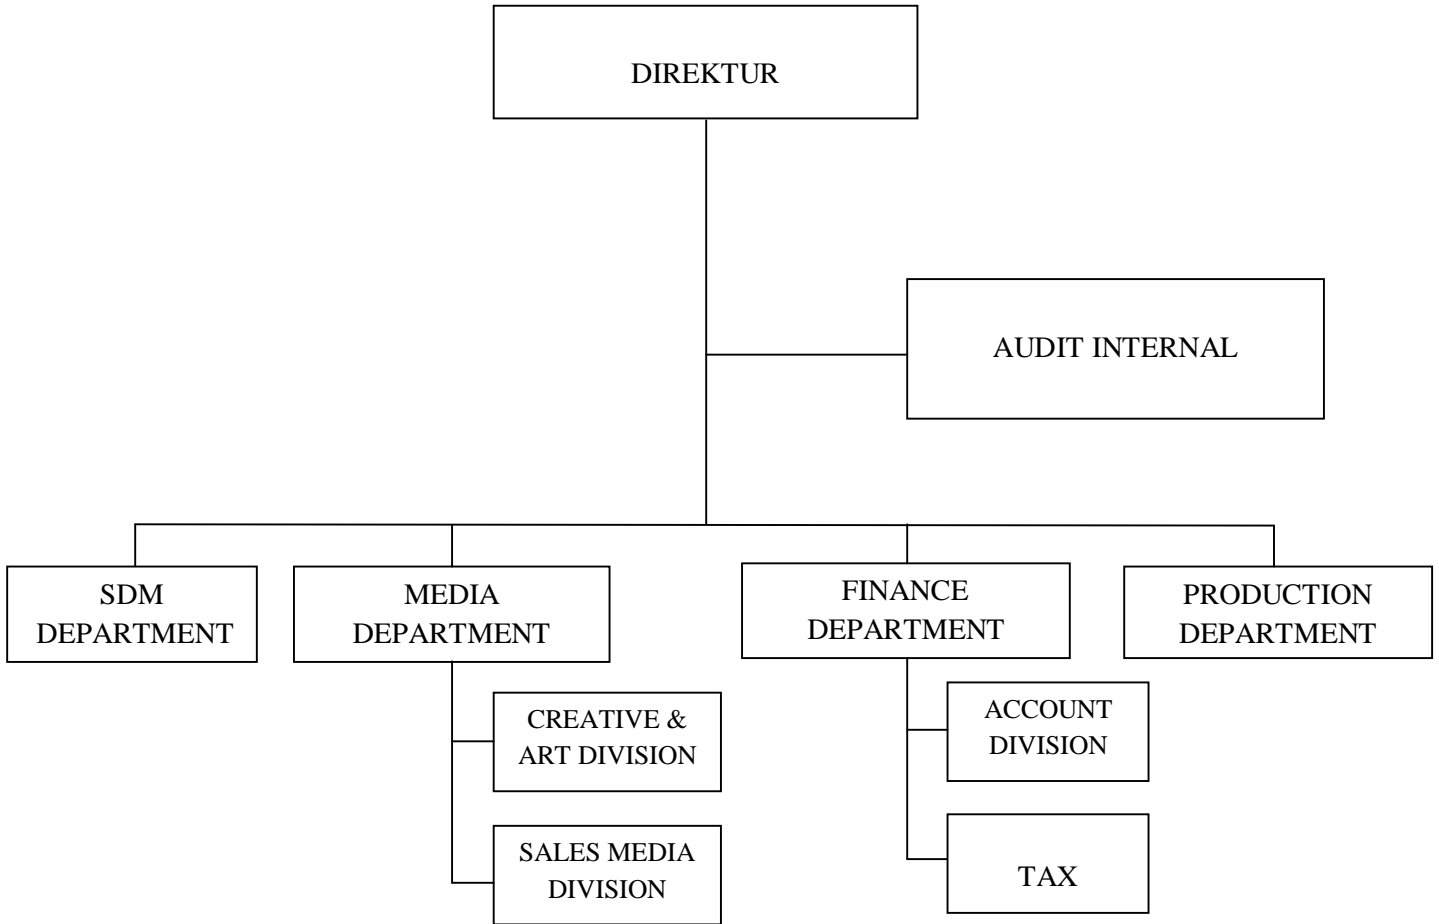 DIREKTUR
AUDIT INTERNAL
SDM
DEPARTMENT
MEDIA
DEPARTMENT
FINANCE
DEPARTMENT
PRODUCTION
DEPARTMENT
CREATIVE &
ART DIVISION
ACCOUNT
DIVISION
SALES MEDIA
DIVISION
TAX